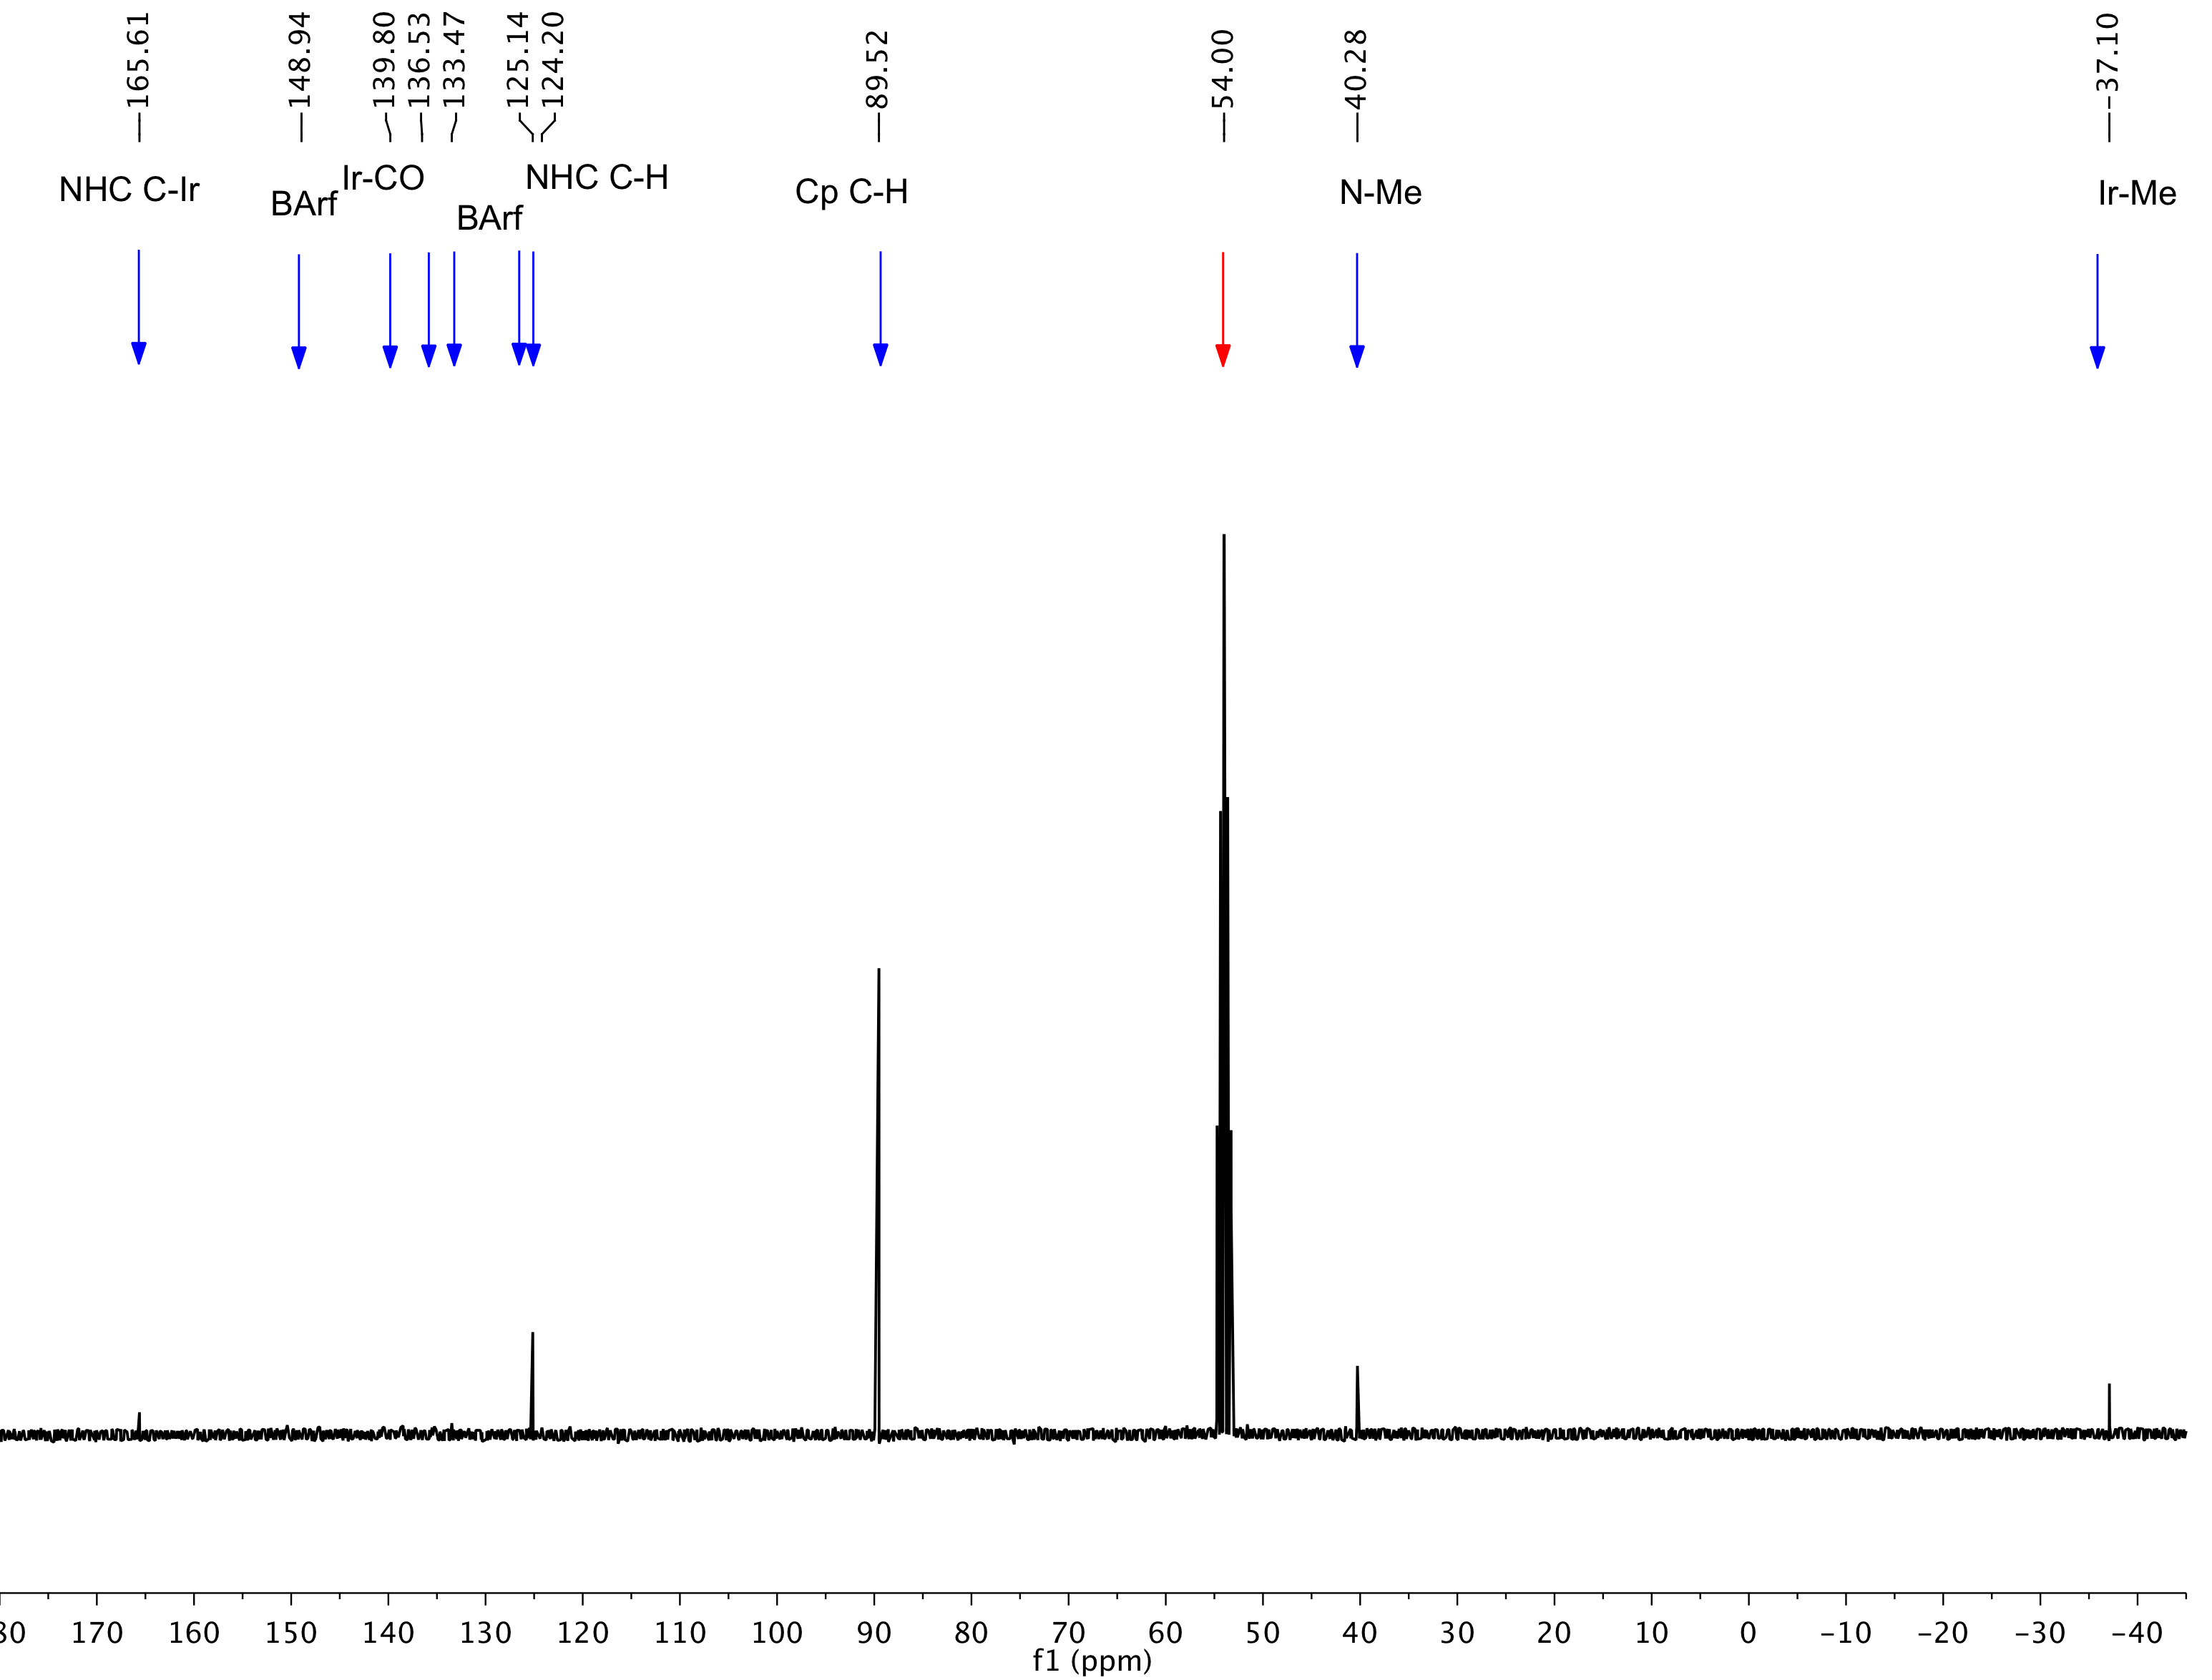 165.61
148.94
139.80
136.53
133.47
125.14
124.20
89.52
54.00
40.28
-37.10
NHC C-Ir
BArf
Ir-CO
BArf
NHC C-H
Cp C-H
N-Me
Ir-Me
80 170 160 150 140 130 120 110 100 90 80 70 60 50 40 30 20 10 0 -10 -20 -30 -40
f1 (ppm)